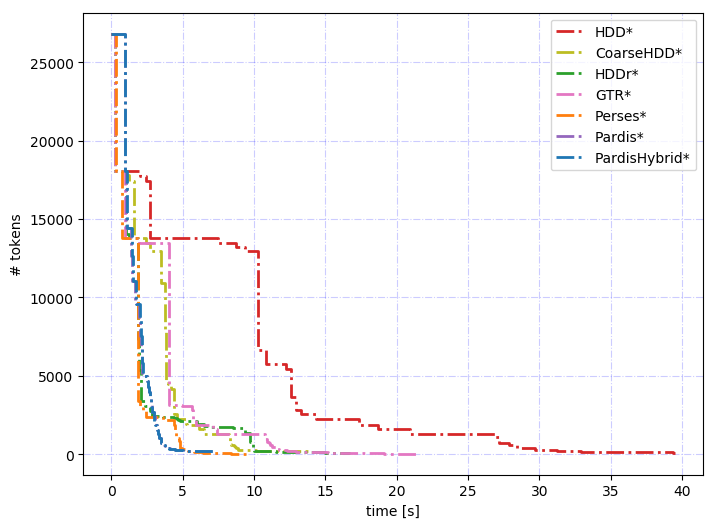 HDD*
CoarseHDD*
HDDr*
GTR*
Perses*
Pardis*
PardisHybrid*
25000
20000
15000
10000
5000
0
# tokens
0 5 10 15 20 25 30 35 40
time [s]